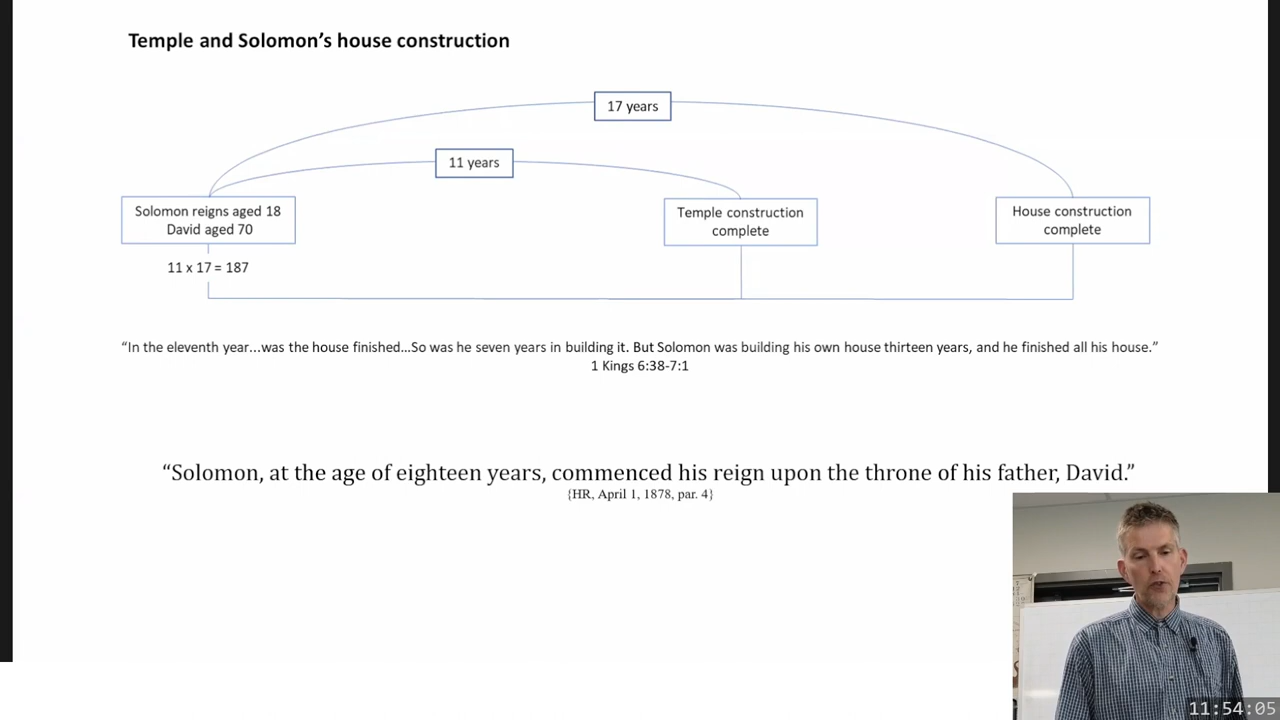 Temple and Solomon’s house construction
17 years
11 years
Solomon reigns aged 18
David aged 70
Temple construction
complete
House construction
complete
11 x 17 = 187
“In the eleventh year...was the house finished...So was he seven years in building it. But Solomon was building his own house thirteen years, and he finished all his house.”
1 Kings 6:38-7:1
“Solomon, at the age of eighteen years, commenced his reign upon the throne of his father, David.”
{HR, April 1, 1878, par. 4}
11:54:05